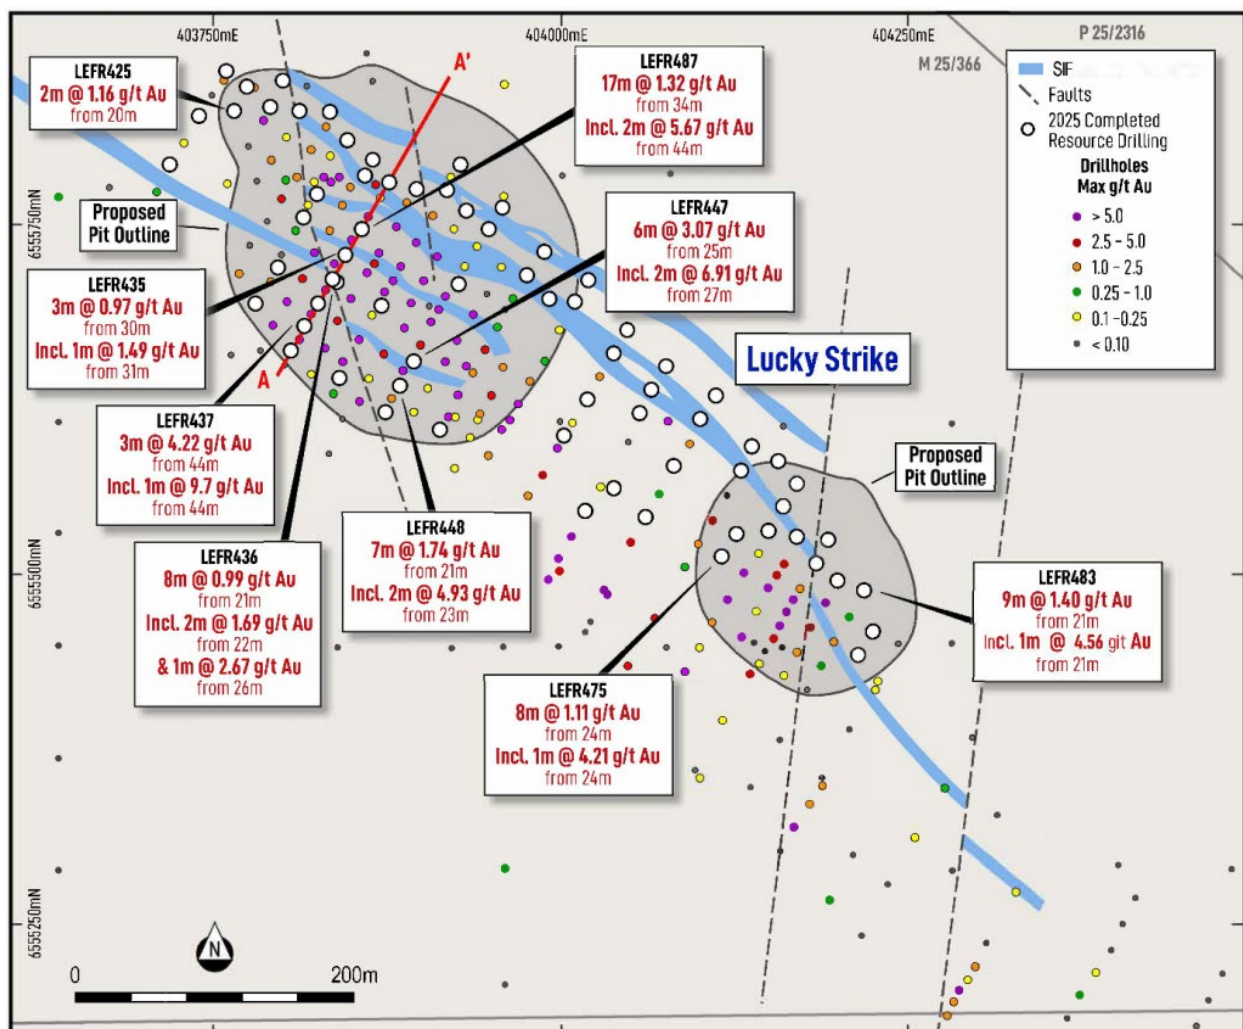 403750mE
404000mE
404250mE
P 25/2316
M 25/366
LEFR425
2m @ 1.16 g/t Au
from 20m
A'
LEFR487
17m @ 1.32 g/t Au
from 34m
Incl. 2m @ 5.67 g/t Au
from 44m
SIF
Faults
2025 Completed
Resource Drilling
Drillholes
Max g/t Au
> 5.0
2.5 - 5.0
1.0 - 2.5
0.25 - 1.0
0.1 -0.25
< 0.10
6555750mN
Proposed
Pit Outline
LEFR447
6m @ 3.07 g/t Au
from 25m
Incl. 2m @ 6.91 g/t Au
from 27m
LEFR435
3m @ 0.97 g/t Au
from 30m
Incl. 1m @ 1.49 g/t Au
from 31m
A
Lucky Strike
LEFR437
3m @ 4.22 g/t Au
from 44m
Incl. 1m @ 9.7 g/t Au
from 44m
Proposed
Pit Outline
LEFR436
8m @ 0.99 g/t Au
from 21m
Incl. 2m @ 1.69 g/t Au
from 22m
& 1m @ 2.67 g/t Au
from 26m
LEFR448
7m @ 1.74 g/t Au
from 21m
Incl. 2m @ 4.93 g/t Au
from 23m
6555500mN
LEFR483
9m @ 1.40 g/t Au
from 21m
Incl. 1m @ 4.56 git Au
from 21m
LEFR475
8m @ 1.11 g/t Au
from 24m
Incl. 1m @ 4.21 g/t Au
from 24m
6555250mN
N
0
200m